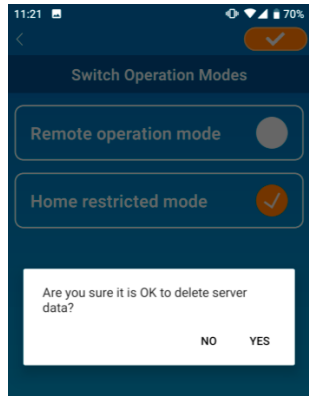 11:21 70%
Switch Operation Modes
Remote operation mode
Home restricted mode
Are you sure it is OK to delete server
data?
NO YES